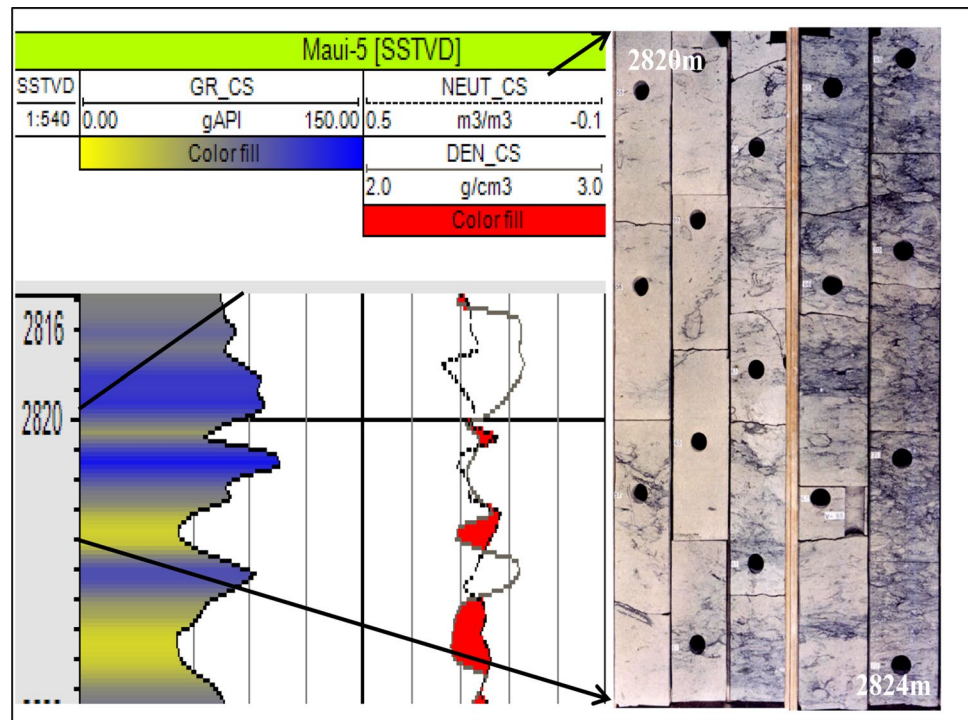 Maui-5 [SSTVD]
SSTVD GR_CS NEUT_CS
1:540 0.00 gAPI 150.00 0.5 m3/m3 -0.1
Color fill DEN_CS
2.0 g/cm3 3.0
Color fill
2816
2820
2820m
2824m